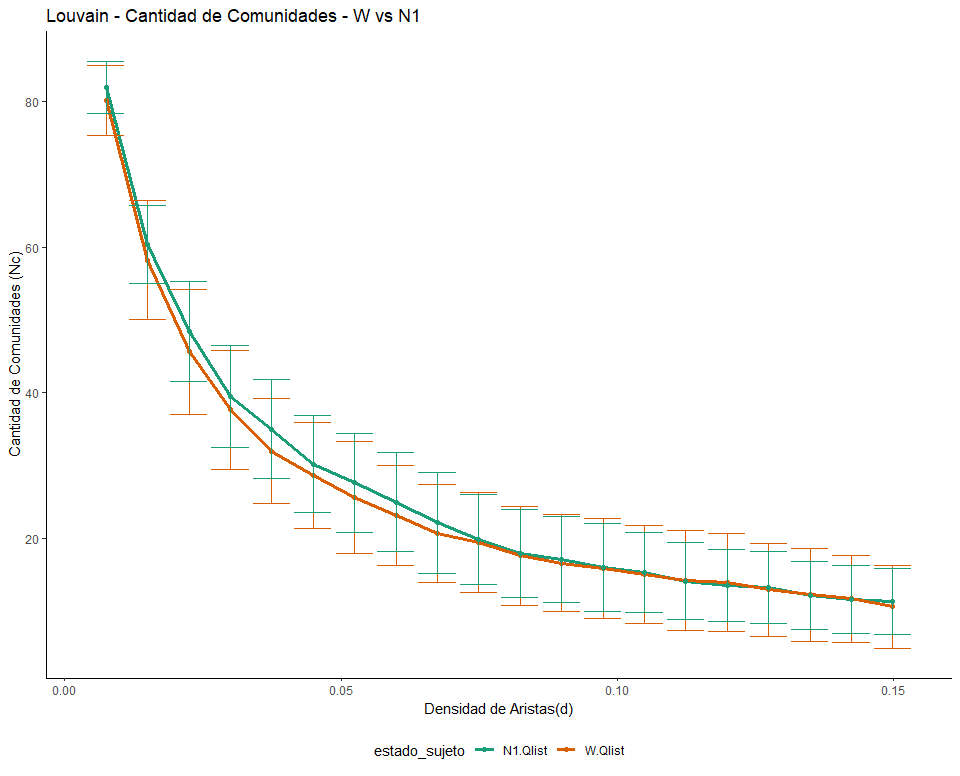 Louvain - Cantidad de Comunidades - W vs N1
Cantidad de Comunidades (Nc)
80
60
40
20
0.00 0.05 0.10 0.15
Densidad de Aristas(d)
estado_sujeto N1.Qlist W.Qlist